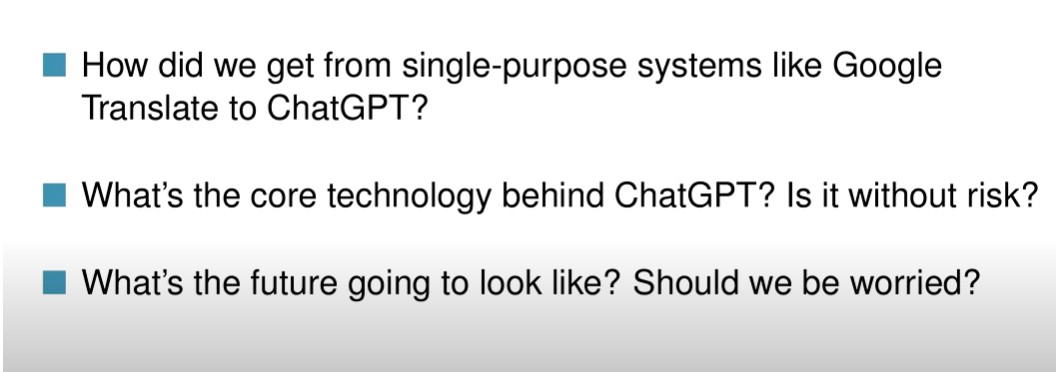 How did we get from single-purpose systems like Google
Translate to ChatGPT?
What's the core technology behind ChatGPT? Is it without risk?
What's the future going to look like? Should we be worried?